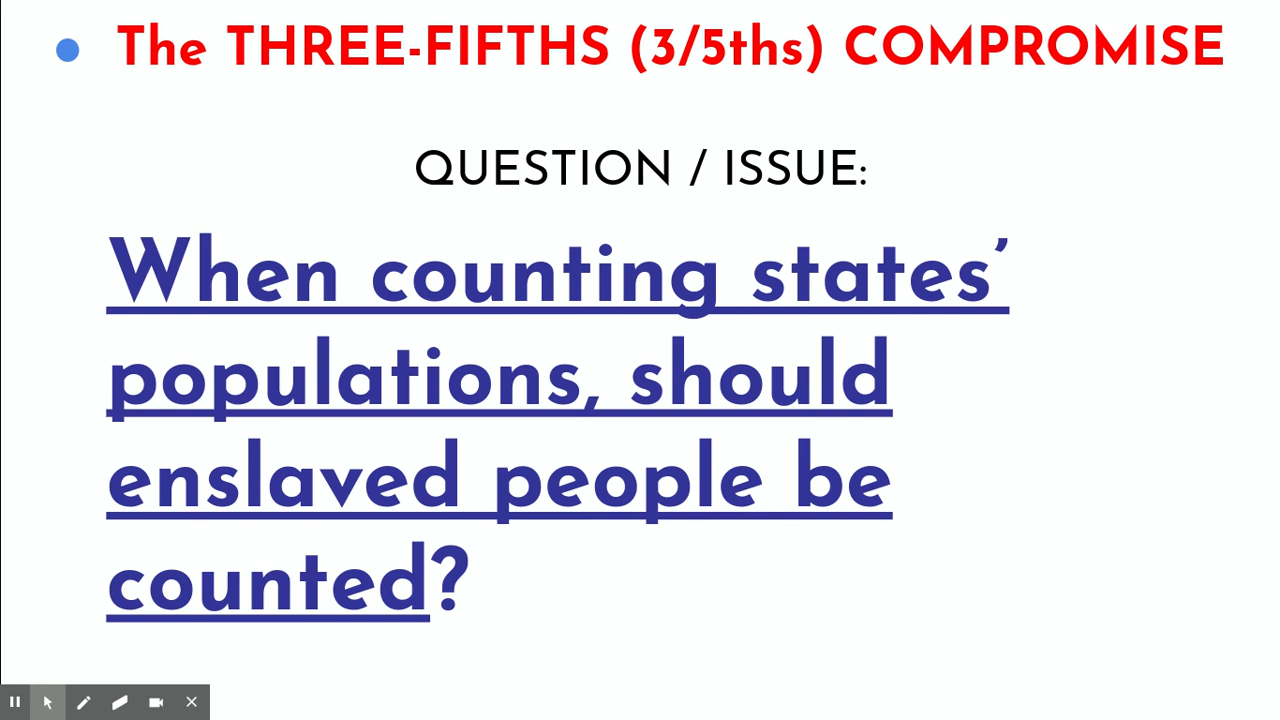 The THREE-FIFTHS (3/5ths) COMPROMISE
QUESTION / ISSUE:
When counting states’
populations, should
enslaved people be
counted?